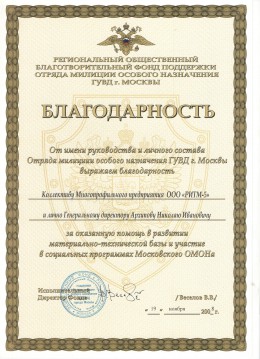 РЕГИОНАЛЬНЫЙ ОБЩЕСТВЕННЫЙ
БЛАГОТВОРИТЕЛЬНЫЙ ФОНД ПОДДЕРЖКИ
ОТРЯДА МИЛИЦИИ ОСОБОГО НАЗНАЧЕНИЯ
ГУВД г. МОСКВЫ
БЛАГОДАРНОСТЬ
От имени руководства и личного состава
Отряда милиции особого назначения ГУВД г. Москвы
выражаем благодарность
Коллективу Многопрофильного предприятия ООО «РИТМ-5»
и лично Генеральному директору Николаю Ивановичу
за оказанную помощь в развитии
материально-технической базы и участие
в социальных программах Московского ОМОНа
Исполнительный
Директор Фонда
/Веселов В.В/
« 19 » ноября 200 г.